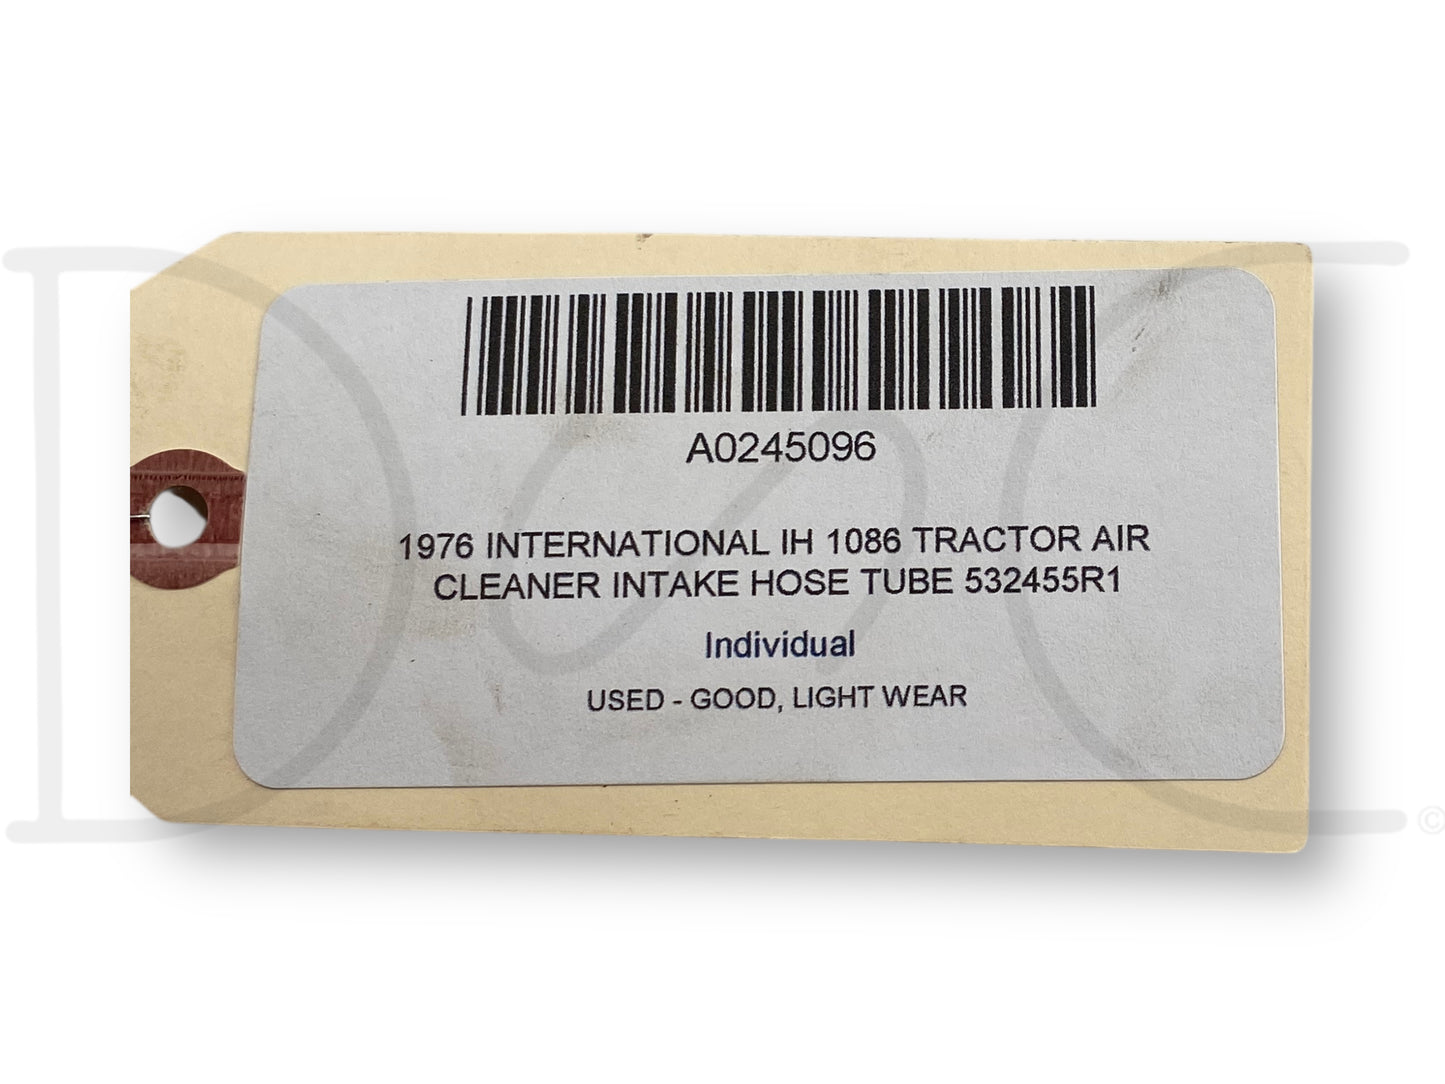 A0245096
1976 INTERNATIONAL IH 1086 TRACTOR AIR
CLEANER INTAKE HOSE TUBE 532455R1
Individual
USED - GOOD, LIGHT WEAR
©